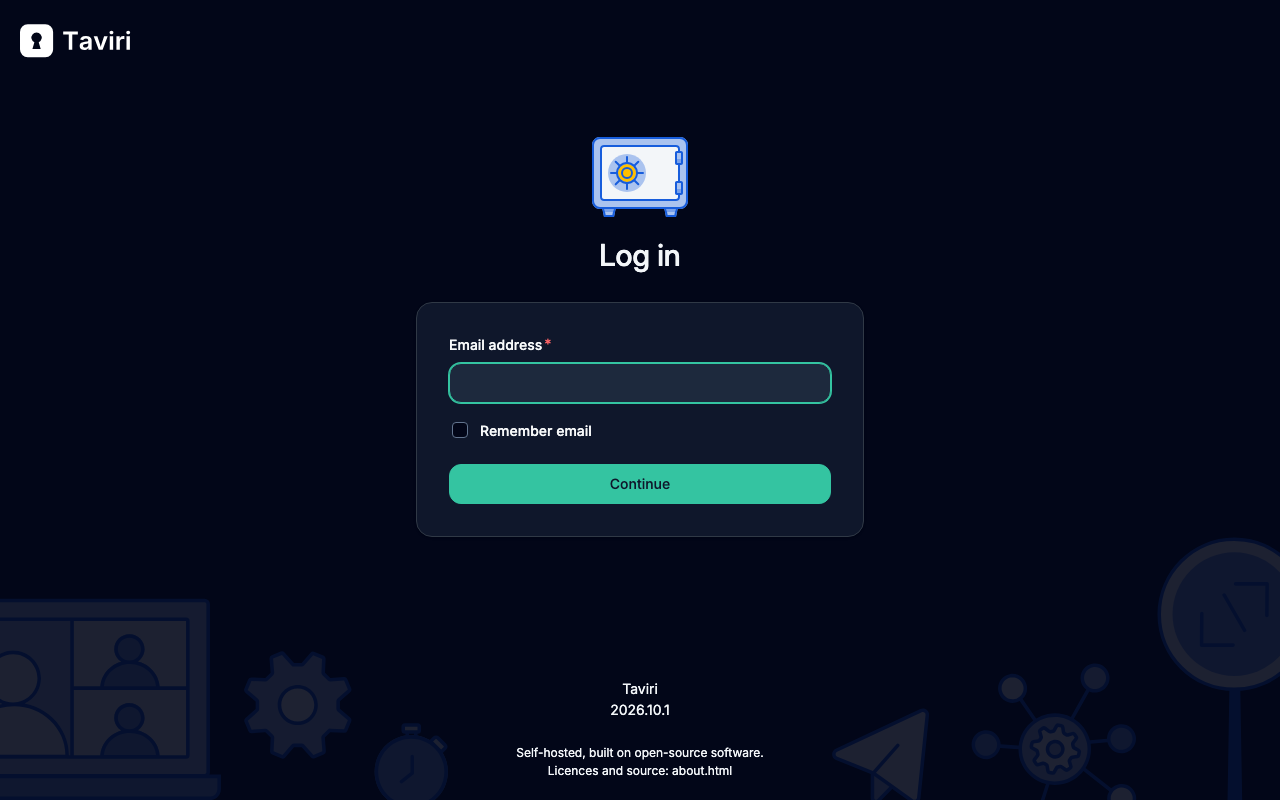 Taviri
Log in
Email address*
Remember email
Continue
Taviri
2026.10.1
Self-hosted, built on open-source software.
Licences and source: about.html